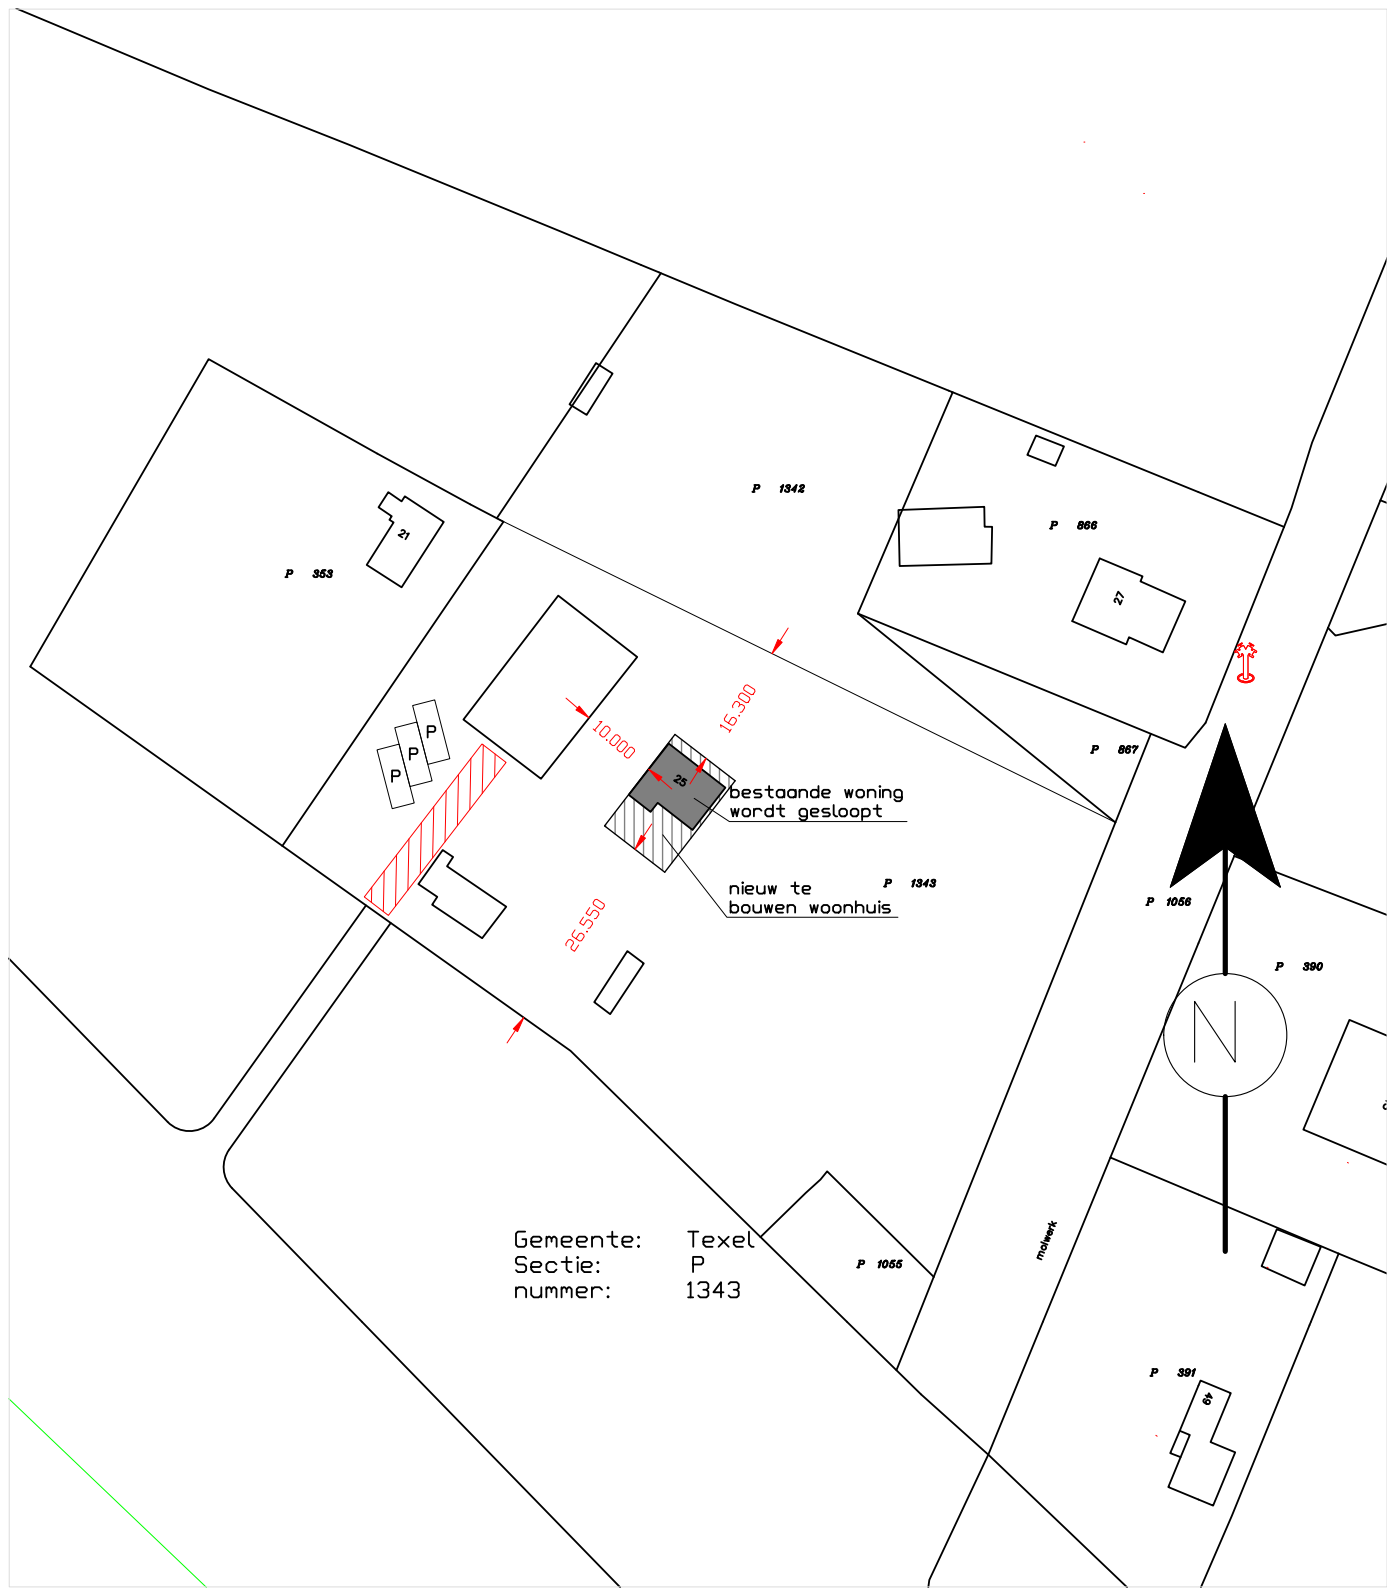 P 1342
P 866
21
P 353
27
16.300
P
10.000
P
P 867
P
25
bestaande woning
wordt gesloopt
nieuw te
bouwen woonhuis
P 1343
P 1056
26.550
P 390
N
molwerk
Gemeente: Texel
Sectie: P
nummer: 1343
P 1055
P 391
49